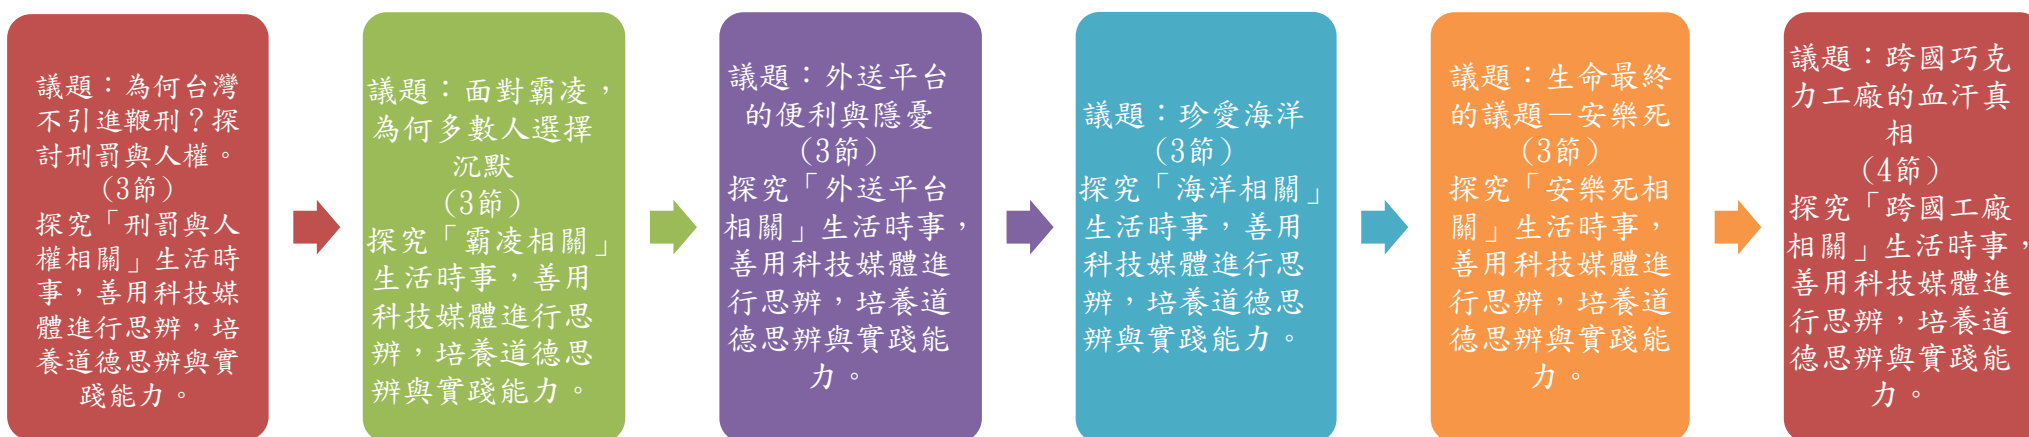 議題：為何台灣
不引進鞭刑？探
討刑罰與人權。
(3節)
探究「刑罰與人
權相關」生活時
事，善用科技媒
體進行思辨，培
養道德思辨與實
踐能力。
議題：面對霸凌，
為何多數人選擇
沉默
(3節)
探究「霸凌相關」
生活時事，善用
科技媒體進行思
辨，培養道德思
辨與實踐能力。
議題：外送平台
的便利與隱憂
(3節)
探究「外送平台
相關」生活時事，
善用科技媒體進
行思辨，培養道
德思辨與實踐能
力。
議題：珍愛海洋
(3節)
探究「海洋相關」
生活時事，善用
科技媒體進行思
辨，培養道德思
辨與實踐能力。
議題：生命最終
的議題－安樂死
(3節)
探究「安樂死相
關」生活時事，
善用科技媒體進
行思辨，培養道
德思辨與實踐能
力。
議題：跨國巧克
力工廠的血汗真
相
(4節)
探究「跨國工廠
相關」生活時事，
善用科技媒體進
行思辨，培養道
德思辨與實踐能
力。